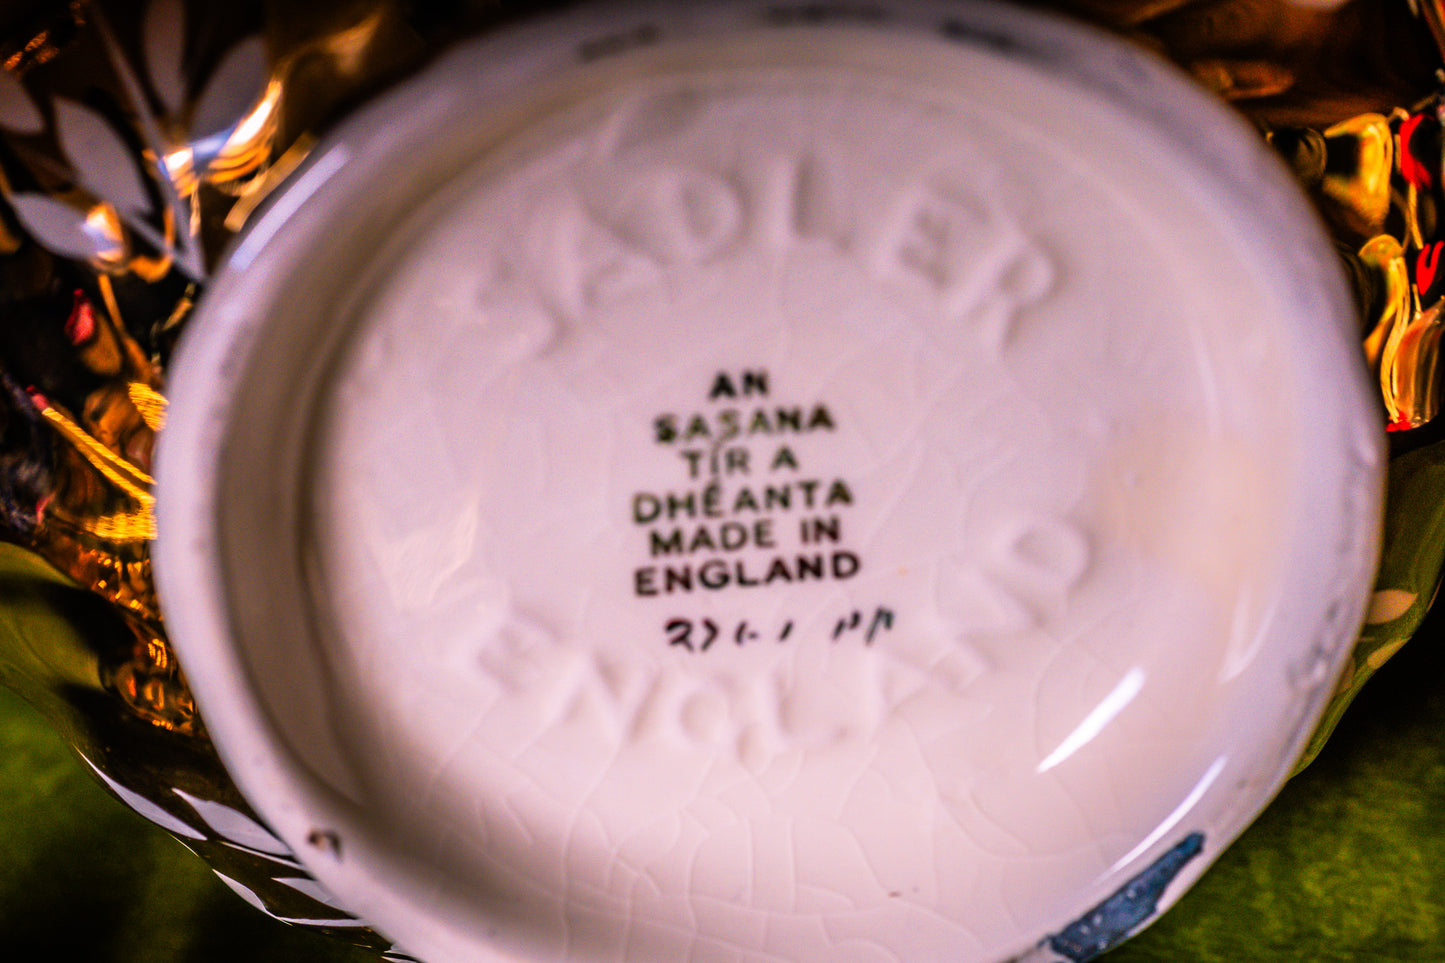 SADLER
AN
SASANA
TÍR A
DHÉANTA
MADE IN
ENGLAND
ENGLAND